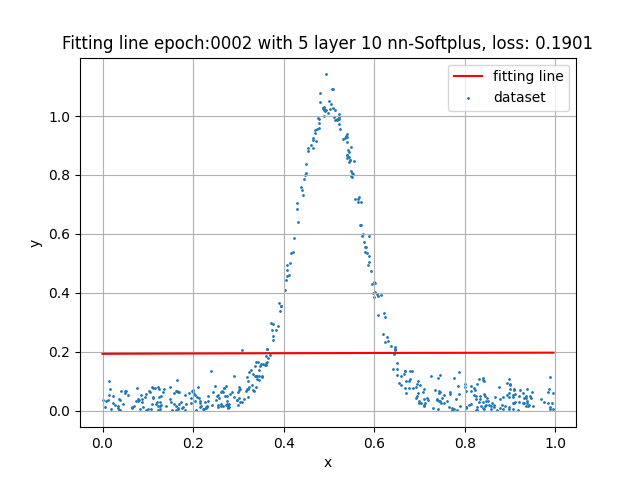 Fitting line epoch:0002 with 5 layer 10 nn-Softplus, loss: 0.1901
fitting line
dataset
y
1.0
0.8
0.6
0.4
0.2
0.0
0.0 0.2 0.4 0.6 0.8 1.0
x